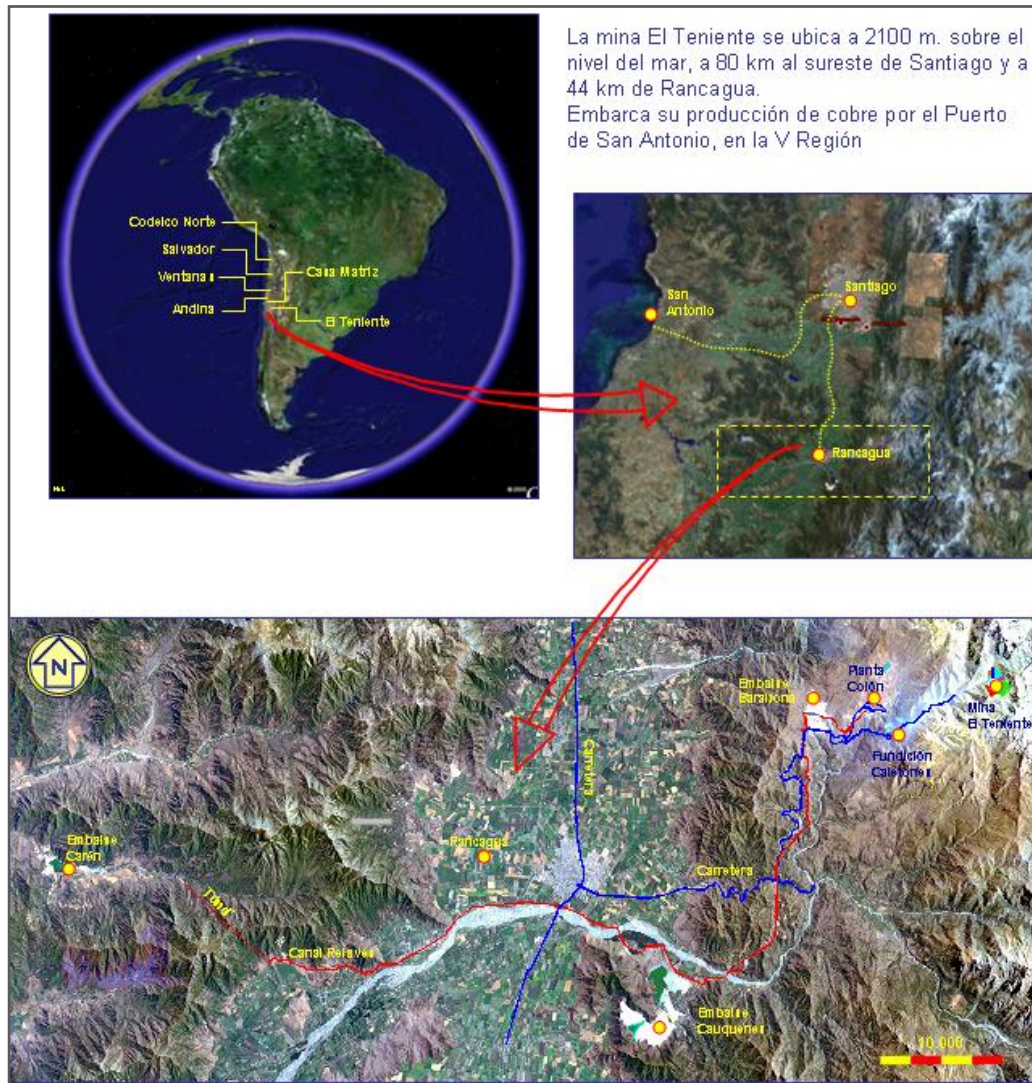 La mina El Teniente se ubica a 2100 m. sobre el
nivel del mar, a 80 km al sureste de Santiago y a
44 km de Rancagua.
Embarca su producción de cobre por el Puerto
de San Antonio, en la V Región
Codelco Norte
Salvador
Ventanas
Andina
Casa Matriz
El Teniente
San
Antonio
Santiago
Rancagua
N
Embalse
Barahona
Planta
Colón
Mina
El Teniente
Fundición
Caletones
Carretera
Rancagua
Embalse
Carén
Carretera
Túnel
Canal Relaves
Embalse
Cauquenes
10.000